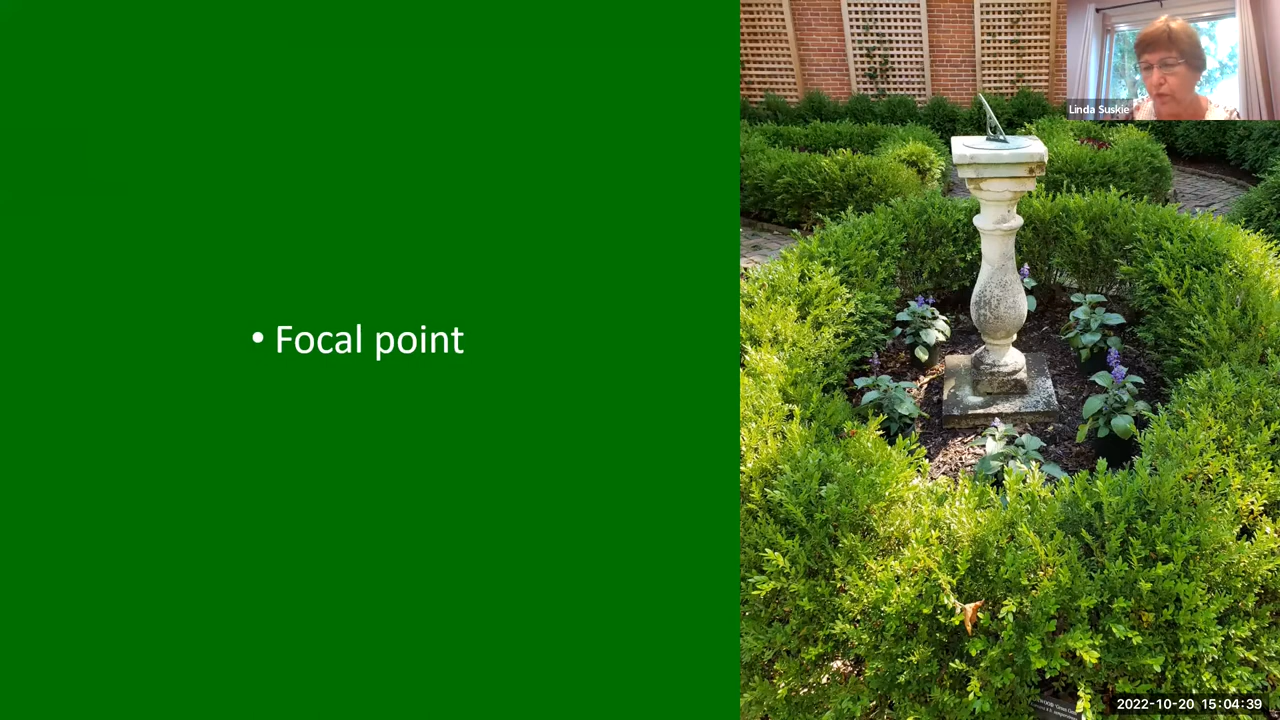 • Focal point
Linda Suskie
2022-10-20 15:04:39